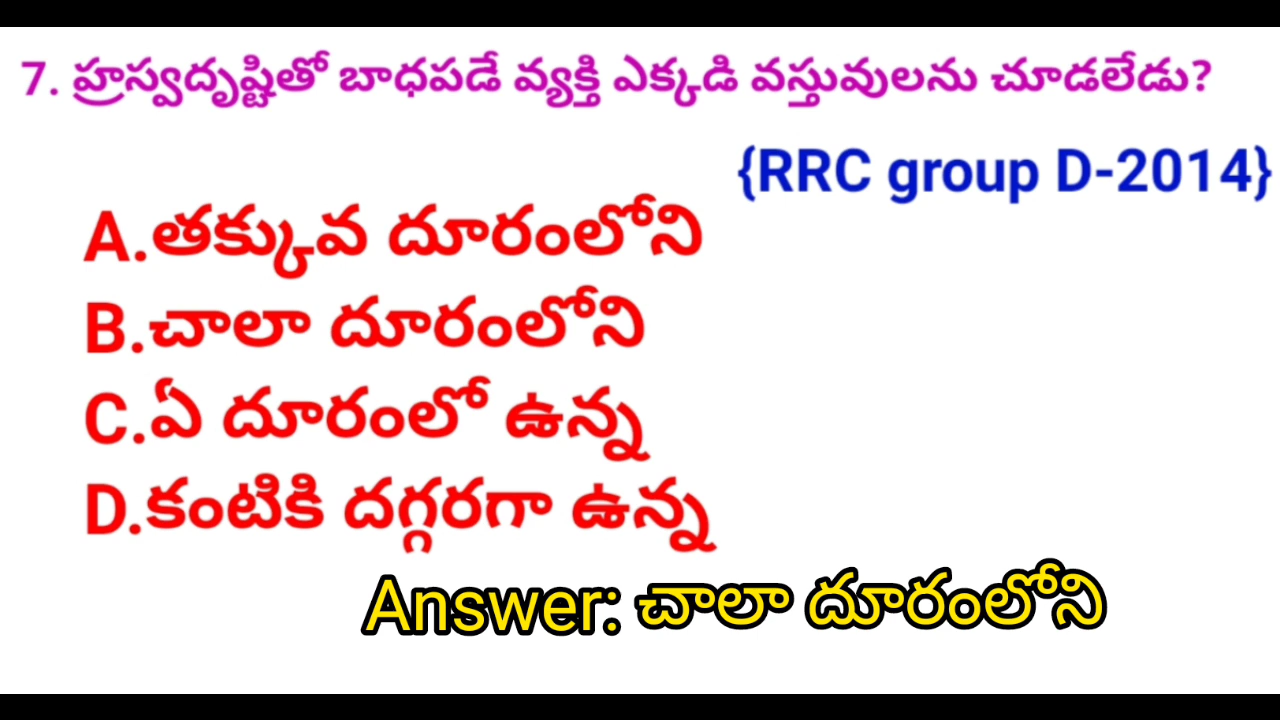 7. హ్రస్వదృష్టితో బాధపడే వ్యక్తి ఎక్కడి వస్తువులను చూడలేడు?
{RRC group D-2014}
A.తక్కువ దూరంలోని
B.చాలా దూరంలోని
C.ఏ దూరంలో ఉన్న
D.కంటికి దగ్గరగా ఉన్న
Answer: చాలా దూరంలోని